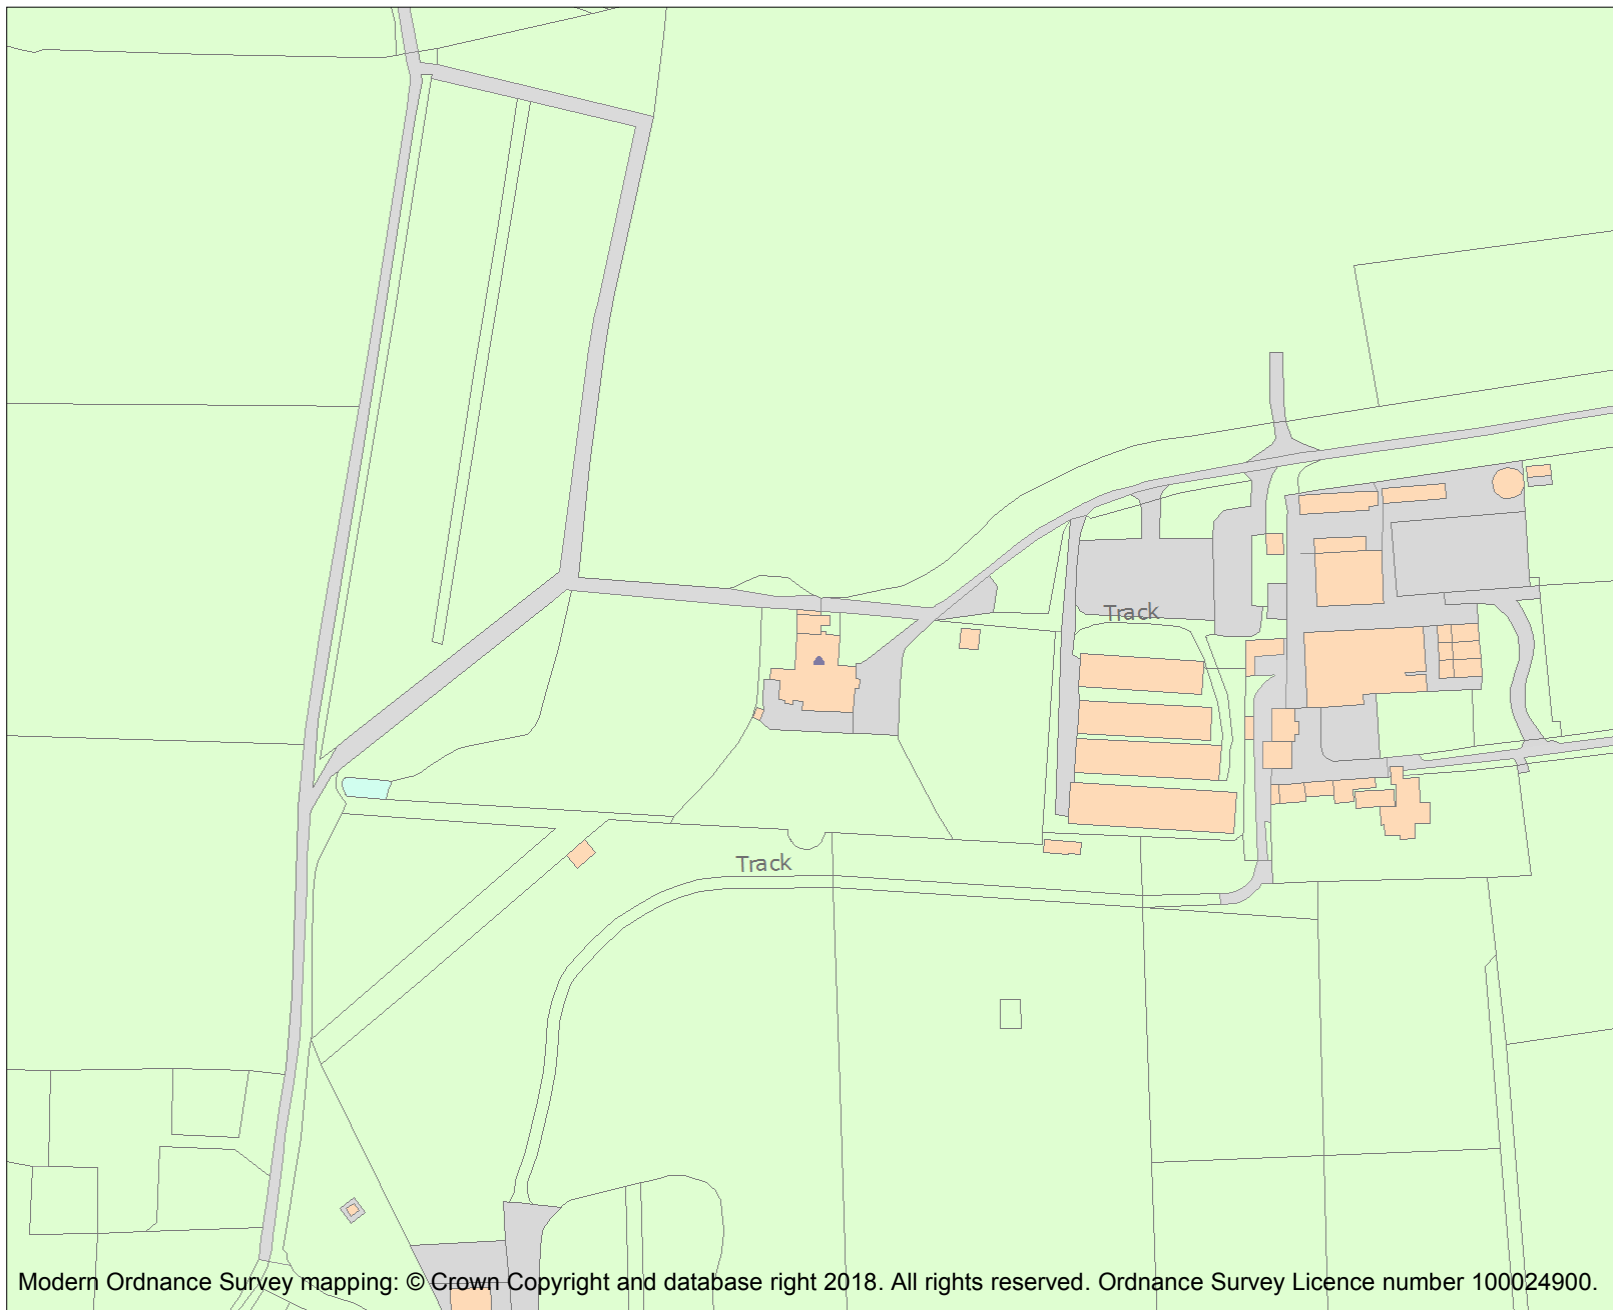 Track
Track
Modern Ordnance Survey mapping: © Crown Copyright and database right 2018. All rights reserved. Ordnance Survey Licence number 100024900.